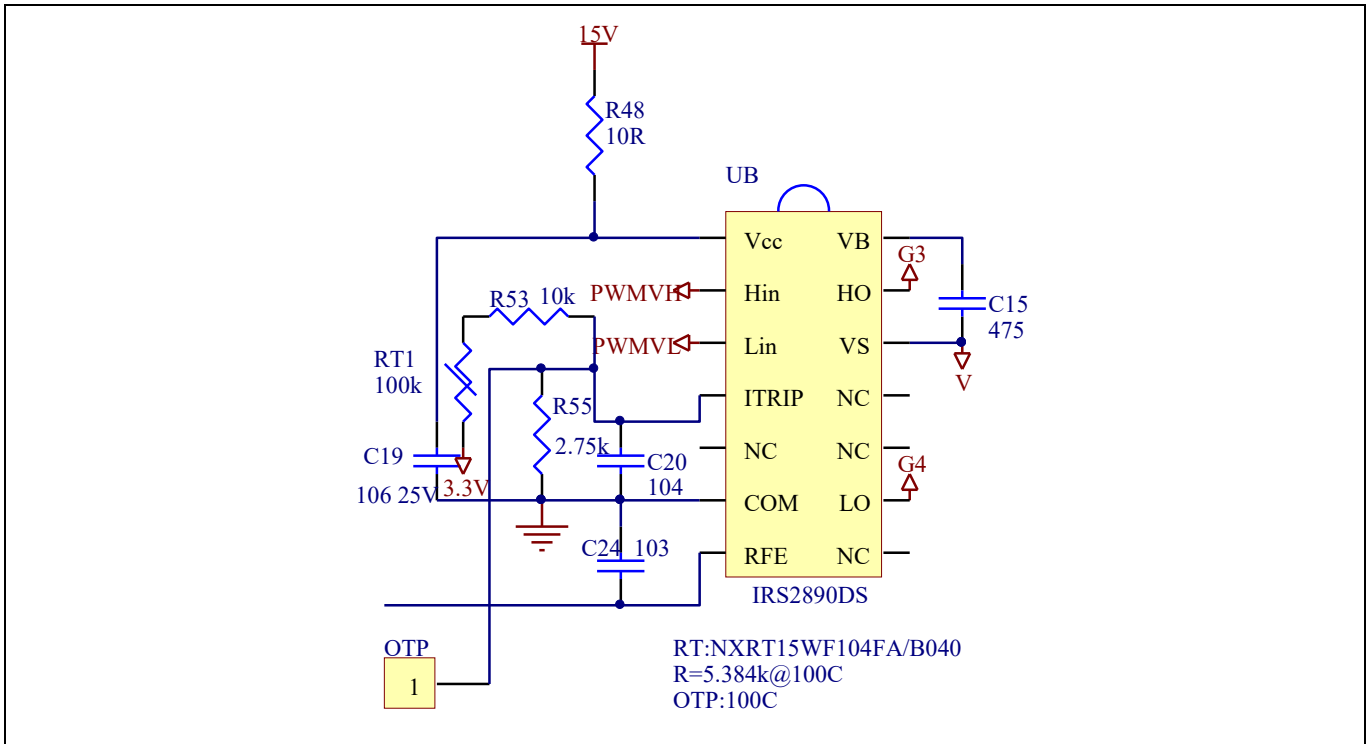 15V
R48
10R
UB
Vcc VB
G3
PWMVH Hin HO
R53 10k
C15
475
PWMVL Lin VS
RT1
100k
V
ITRIP NC
R55
2.75k
NC NC
C19
C20
G4
106 25V 3.3V
104
COM LO
C24 103
RFE NC
IRS2890DS
OTP
1
RT:NXRT15WF104FA/B040
R=5.384k@100C
OTP:100C